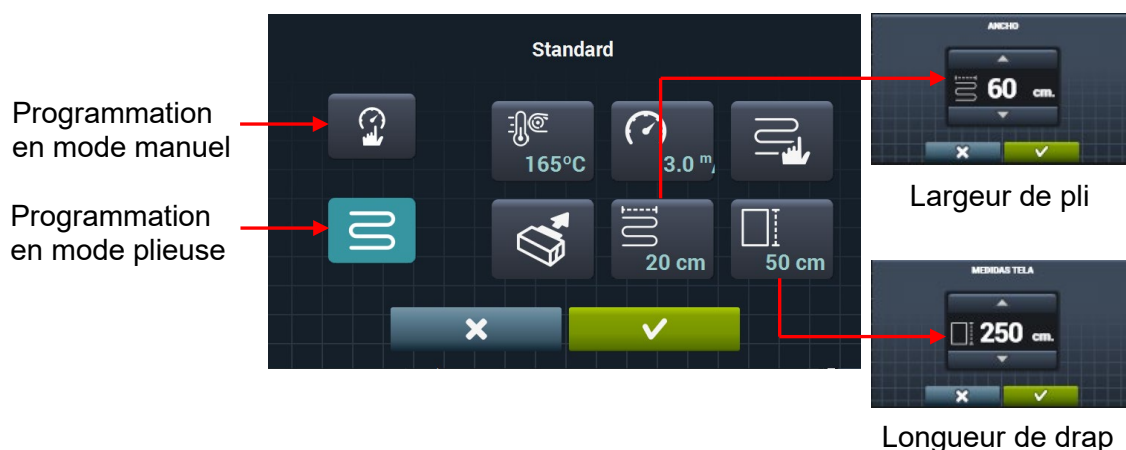 Standard
Programmation
en mode manuel
165ºC
3.0 m/
Programmation
en mode plieuse
20 cm
50 cm
ANCHO
60 cm.
Largeur de pli
MEDIDAS TELA
250 cm.
Longueur de drap